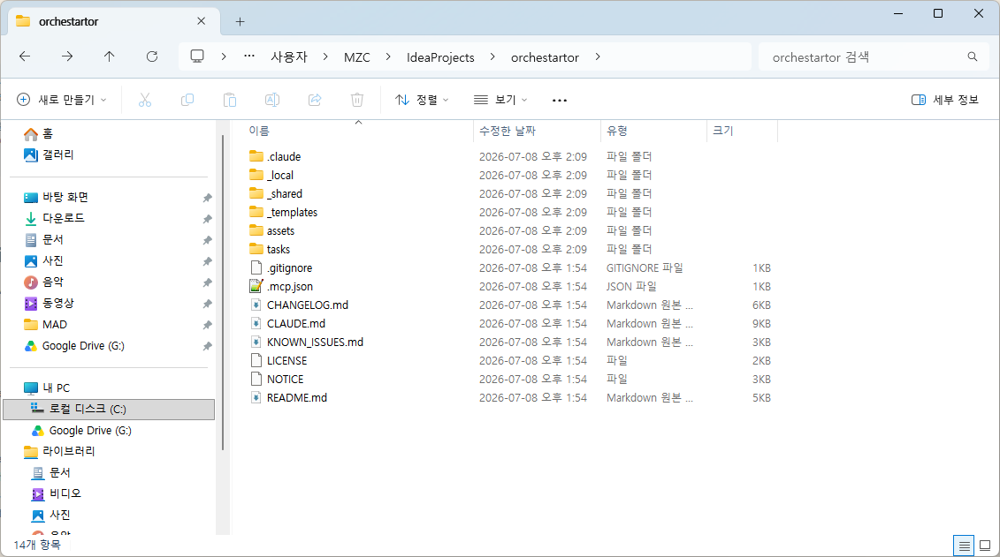 orchestartor
사용자 MZC IdeaProjects orchestartor
orchestartor 검색
새로 만들기
정렬
보기
세부 정보
홈
갤러리
바탕 화면
다운로드
문서
사진
음악
동영상
MAD
Google Drive (G:)
내 PC
로컬 디스크 (C:)
Google Drive (G:)
라이브러리
문서
비디오
사진
음악
이름 수정한 날짜 유형 크기
.claude 2026-07-08 오후 2:09 파일 폴더
_local 2026-07-08 오후 2:09 파일 폴더
_shared 2026-07-08 오후 2:09 파일 폴더
_templates 2026-07-08 오후 2:09 파일 폴더
assets 2026-07-08 오후 2:09 파일 폴더
tasks 2026-07-08 오후 2:09 파일 폴더
.gitignore 2026-07-08 오후 1:54 GITIGNORE 파일 1KB
.mcp.json 2026-07-08 오후 1:54 JSON 파일 1KB
CHANGELOG.md 2026-07-08 오후 1:54 Markdown 원본 ... 6KB
CLAUDE.md 2026-07-08 오후 1:54 Markdown 원본 ... 9KB
KNOWN_ISSUES.md 2026-07-08 오후 1:54 Markdown 원본 ... 3KB
LICENSE 2026-07-08 오후 1:54 파일 2KB
NOTICE 2026-07-08 오후 1:54 파일 3KB
README.md 2026-07-08 오후 1:54 Markdown 원본 ... 5KB
14개 항목